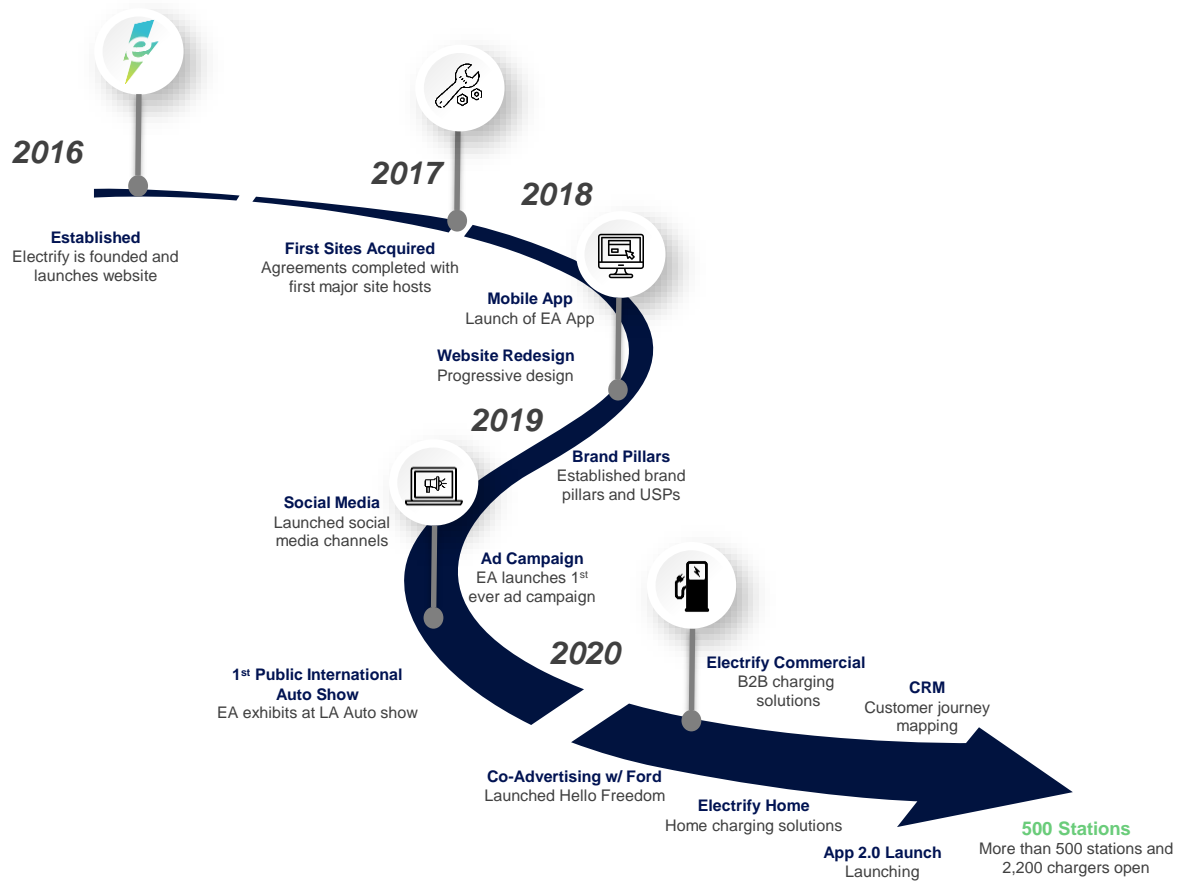 e
2016
Established
Electrify is founded and
launches website
2017
First Sites Acquired
Agreements completed with
first major site hosts
2018
Mobile App
Launch of EA App
Website Redesign
Progressive design
Brand Pillars
Established brand
pillars and USPs
2019
Social Media
Launched social
media channels
Ad Campaign
EA launches 1st
ever ad campaign
1st Public International
Auto Show
EA exhibits at LA Auto show
2020
Electrify Commercial
B2B charging
solutions
CRM
Customer journey
mapping
Co-Advertising w/ Ford
Launched Hello Freedom
Electrify Home
Home charging solutions
App 2.0 Launch
Launching
500 Stations
More than 500 stations and
2,200 chargers open